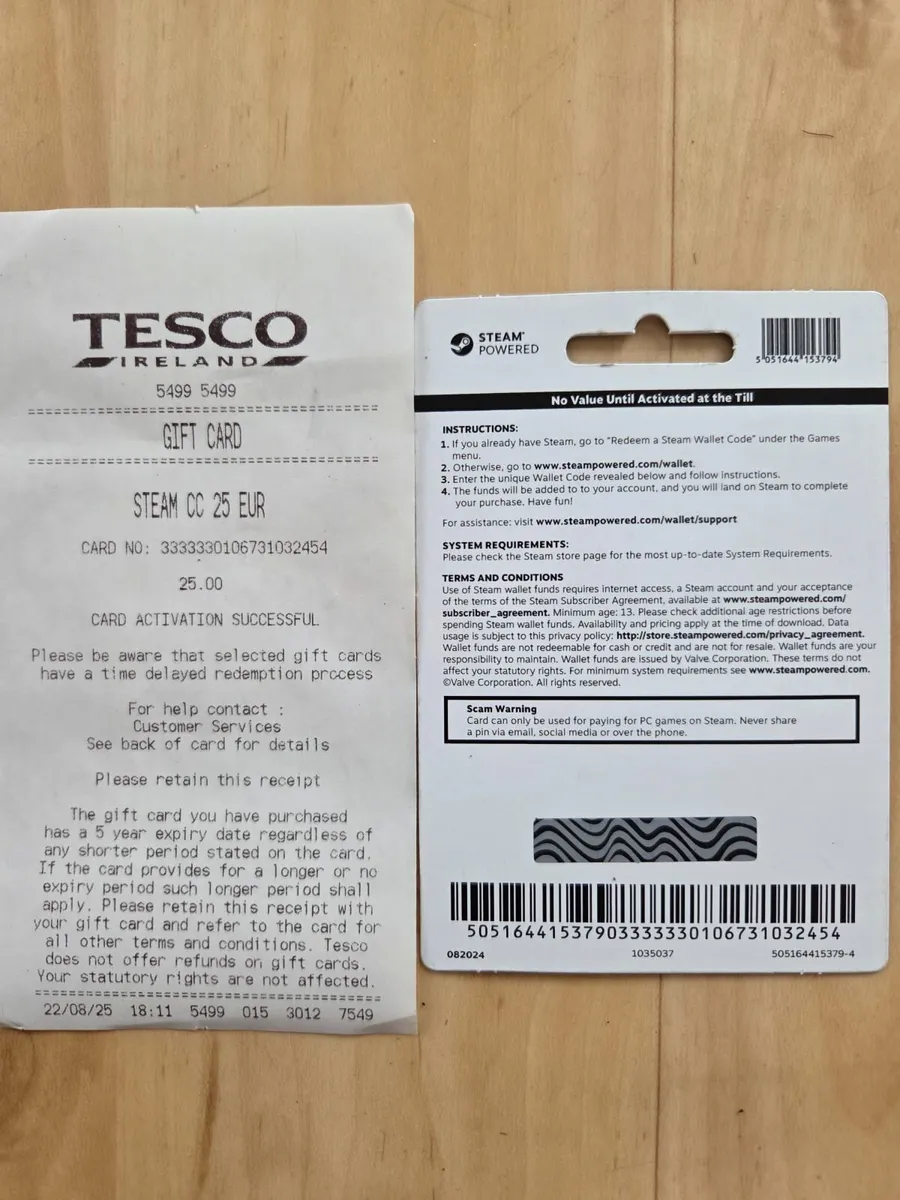 TESCO
IRELAND
5499 5499
GIFT CARD
STEAM CC 25 EUR
CARD NO: 3333330106731032454
25.00
CARD ACTIVATION SUCCESSFUL
Please be aware that selected gift cards
have a time delayed redemption process
For help contact :
Customer Services
See back of card for details
Please retain this receipt
The gift card you have purchased
has a 5 year expiry date regardless of
any shorter period stated on the card.
If the card provides for a longer or no
expiry period such longer period shall
apply. Please retain this receipt with
your gift card and refer to the card for
all other terms and conditions. Tesco
does not offer refunds on gift cards.
Your statutory rights are not affected.
22/08/25 18:11 5499 015 3012 7549
STEAM®
POWERED
5 051644 153794
No Value Until Activated at the Till
INSTRUCTIONS:
1. If you already have Steam, go to "Redeem a Steam Wallet Code" under the Games
menu.
2. Otherwise, go to www.steampowered.com/wallet.
3. Enter the unique Wallet Code revealed below and follow instructions.
4. The funds will be added to to your account, and you will land on Steam to complete
your purchase. Have fun!
For assistance: visit www.steampowered.com/wallet/support
SYSTEM REQUIREMENTS:
Please check the Steam store page for the most up-to-date System Requirements.
TERMS AND CONDITIONS
Use of Steam wallet funds requires internet access, a Steam account and your acceptance
of the terms of the Steam Subscriber Agreement, available at www.steampowered.com/
subscriber_agreement. Minimum age: 13. Please check additional age restrictions before
spending Steam wallet funds. Availability and pricing apply at the time of download. Data
usage is subject to this privacy policy: http://store.steampowered.com/privacy_agreement.
Wallet funds are not redeemable for cash or credit and are not for resale. Wallet funds are your
responsibility to maintain. Wallet funds are issued by Valve Corporation. These terms do not
affect your statutory rights. For minimum system requirements see www.steampowered.com.
©Valve Corporation. All rights reserved.
Scam Warning
Card can only be used for paying for PC games on Steam. Never share
a pin via email, social media or over the phone.
50516441537903333330106731032454
082024 1035037 505164415379-4